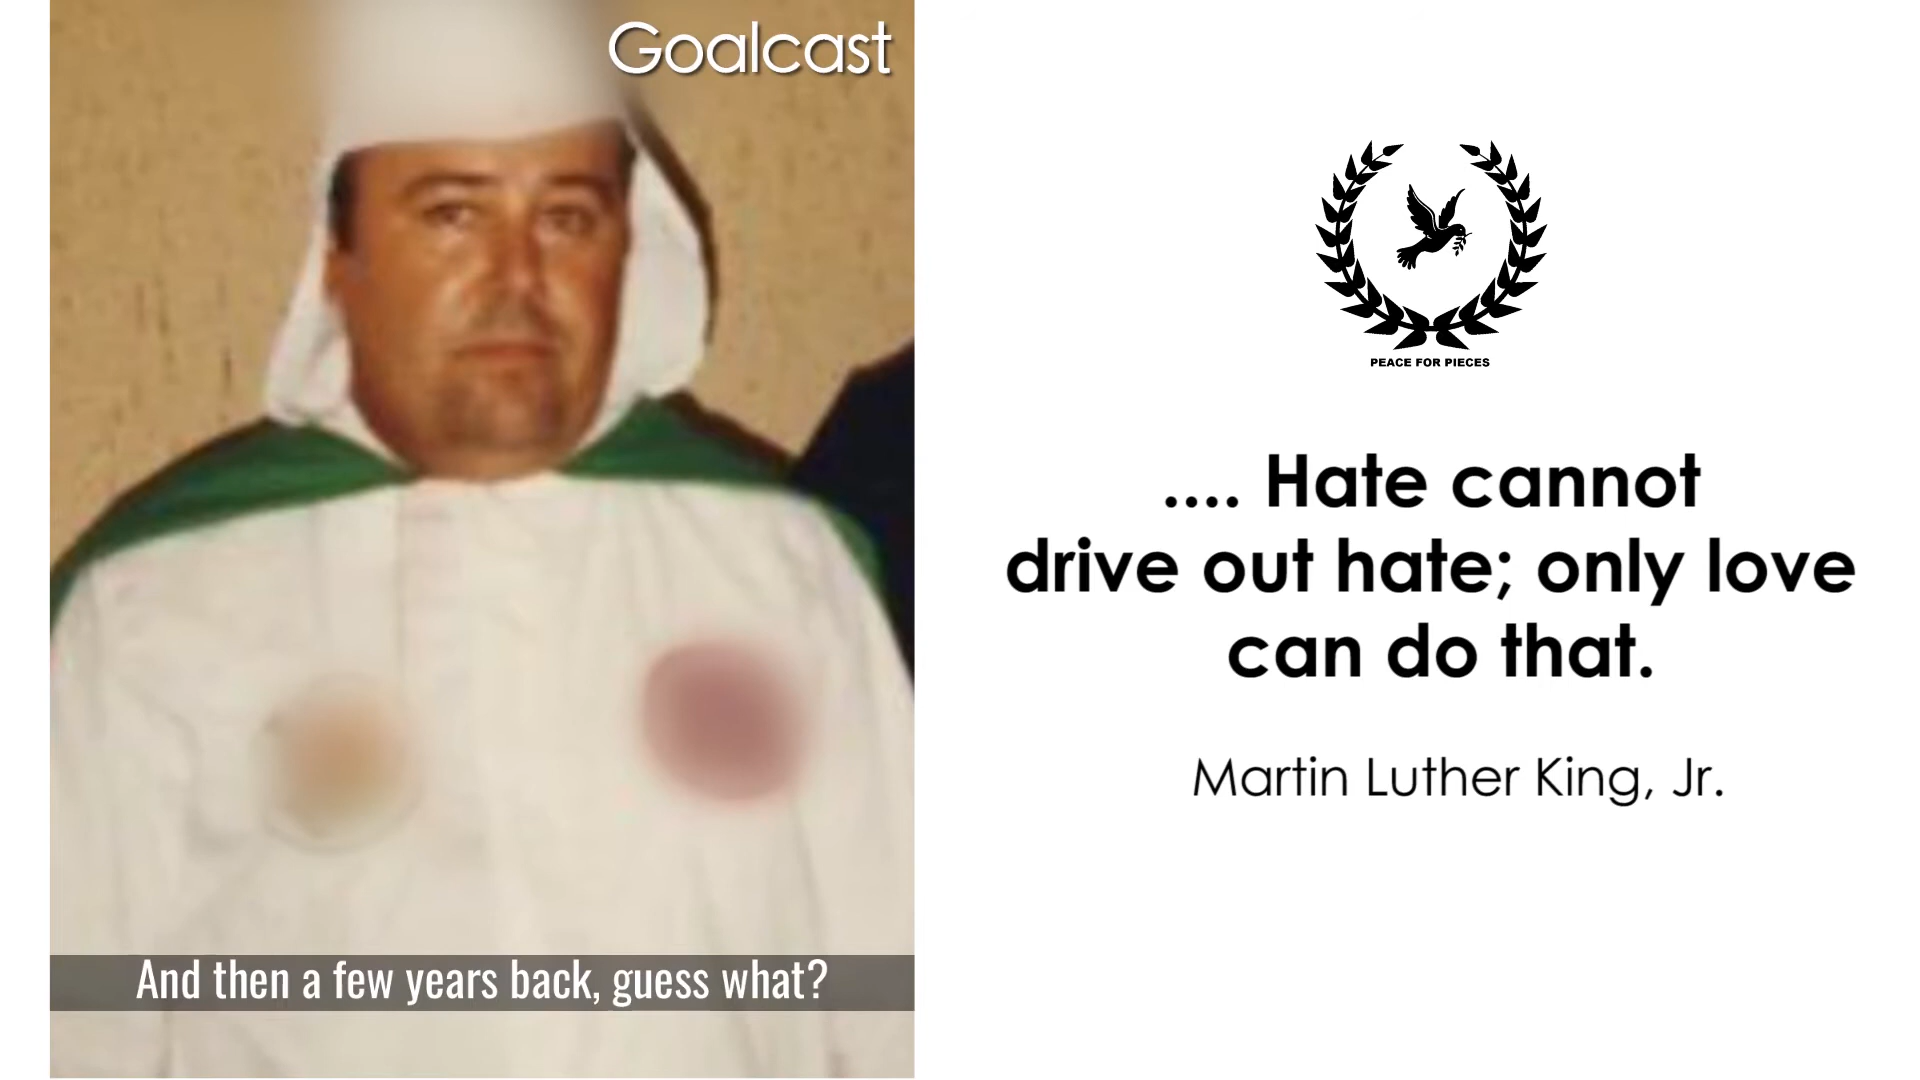 Goalcast
And then a few years back, guess what?
PEACE FOR PIECES
.... Hate cannot
drive out hate; only love
can do that.
Martin Luther King, Jr.